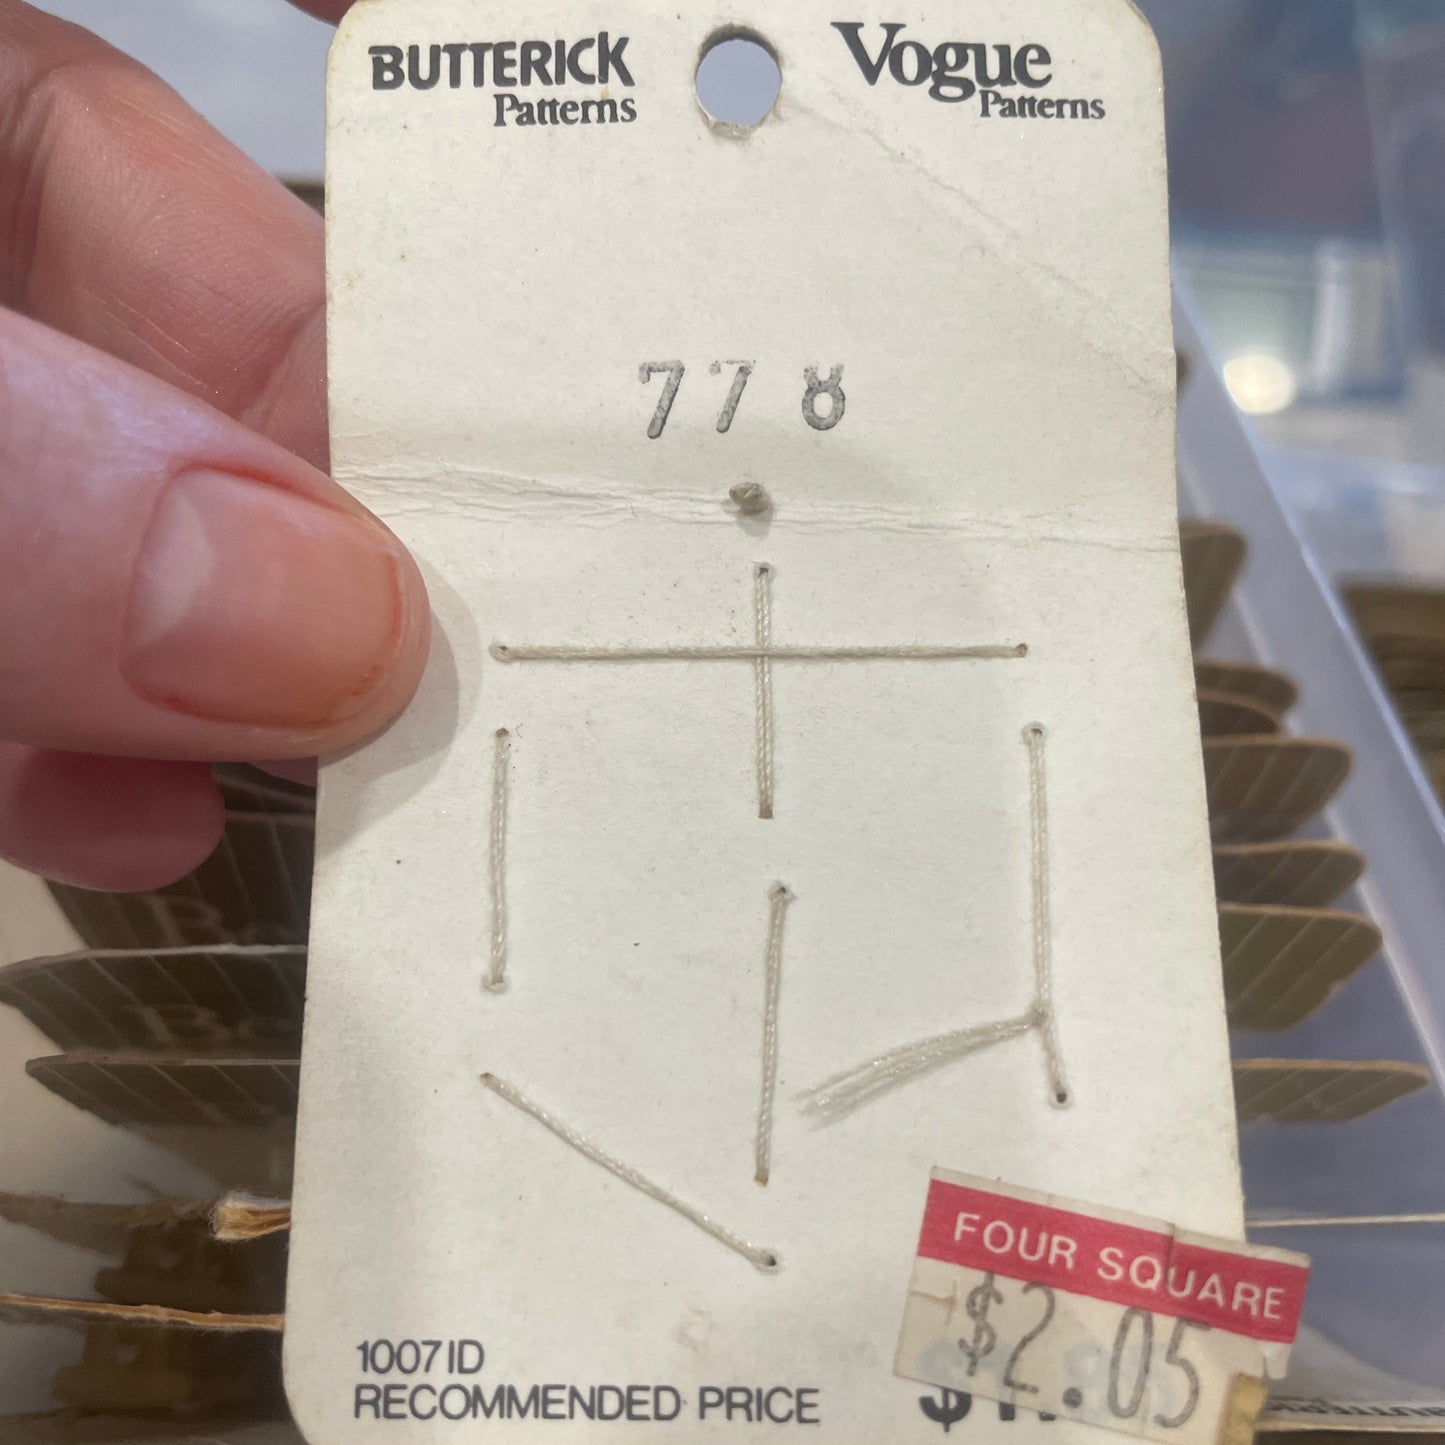 BUTTERICK
Patterns
Vogue
Patterns
778
FOUR SQUARE
$2.05
1007ID
RECOMMENDED PRICE